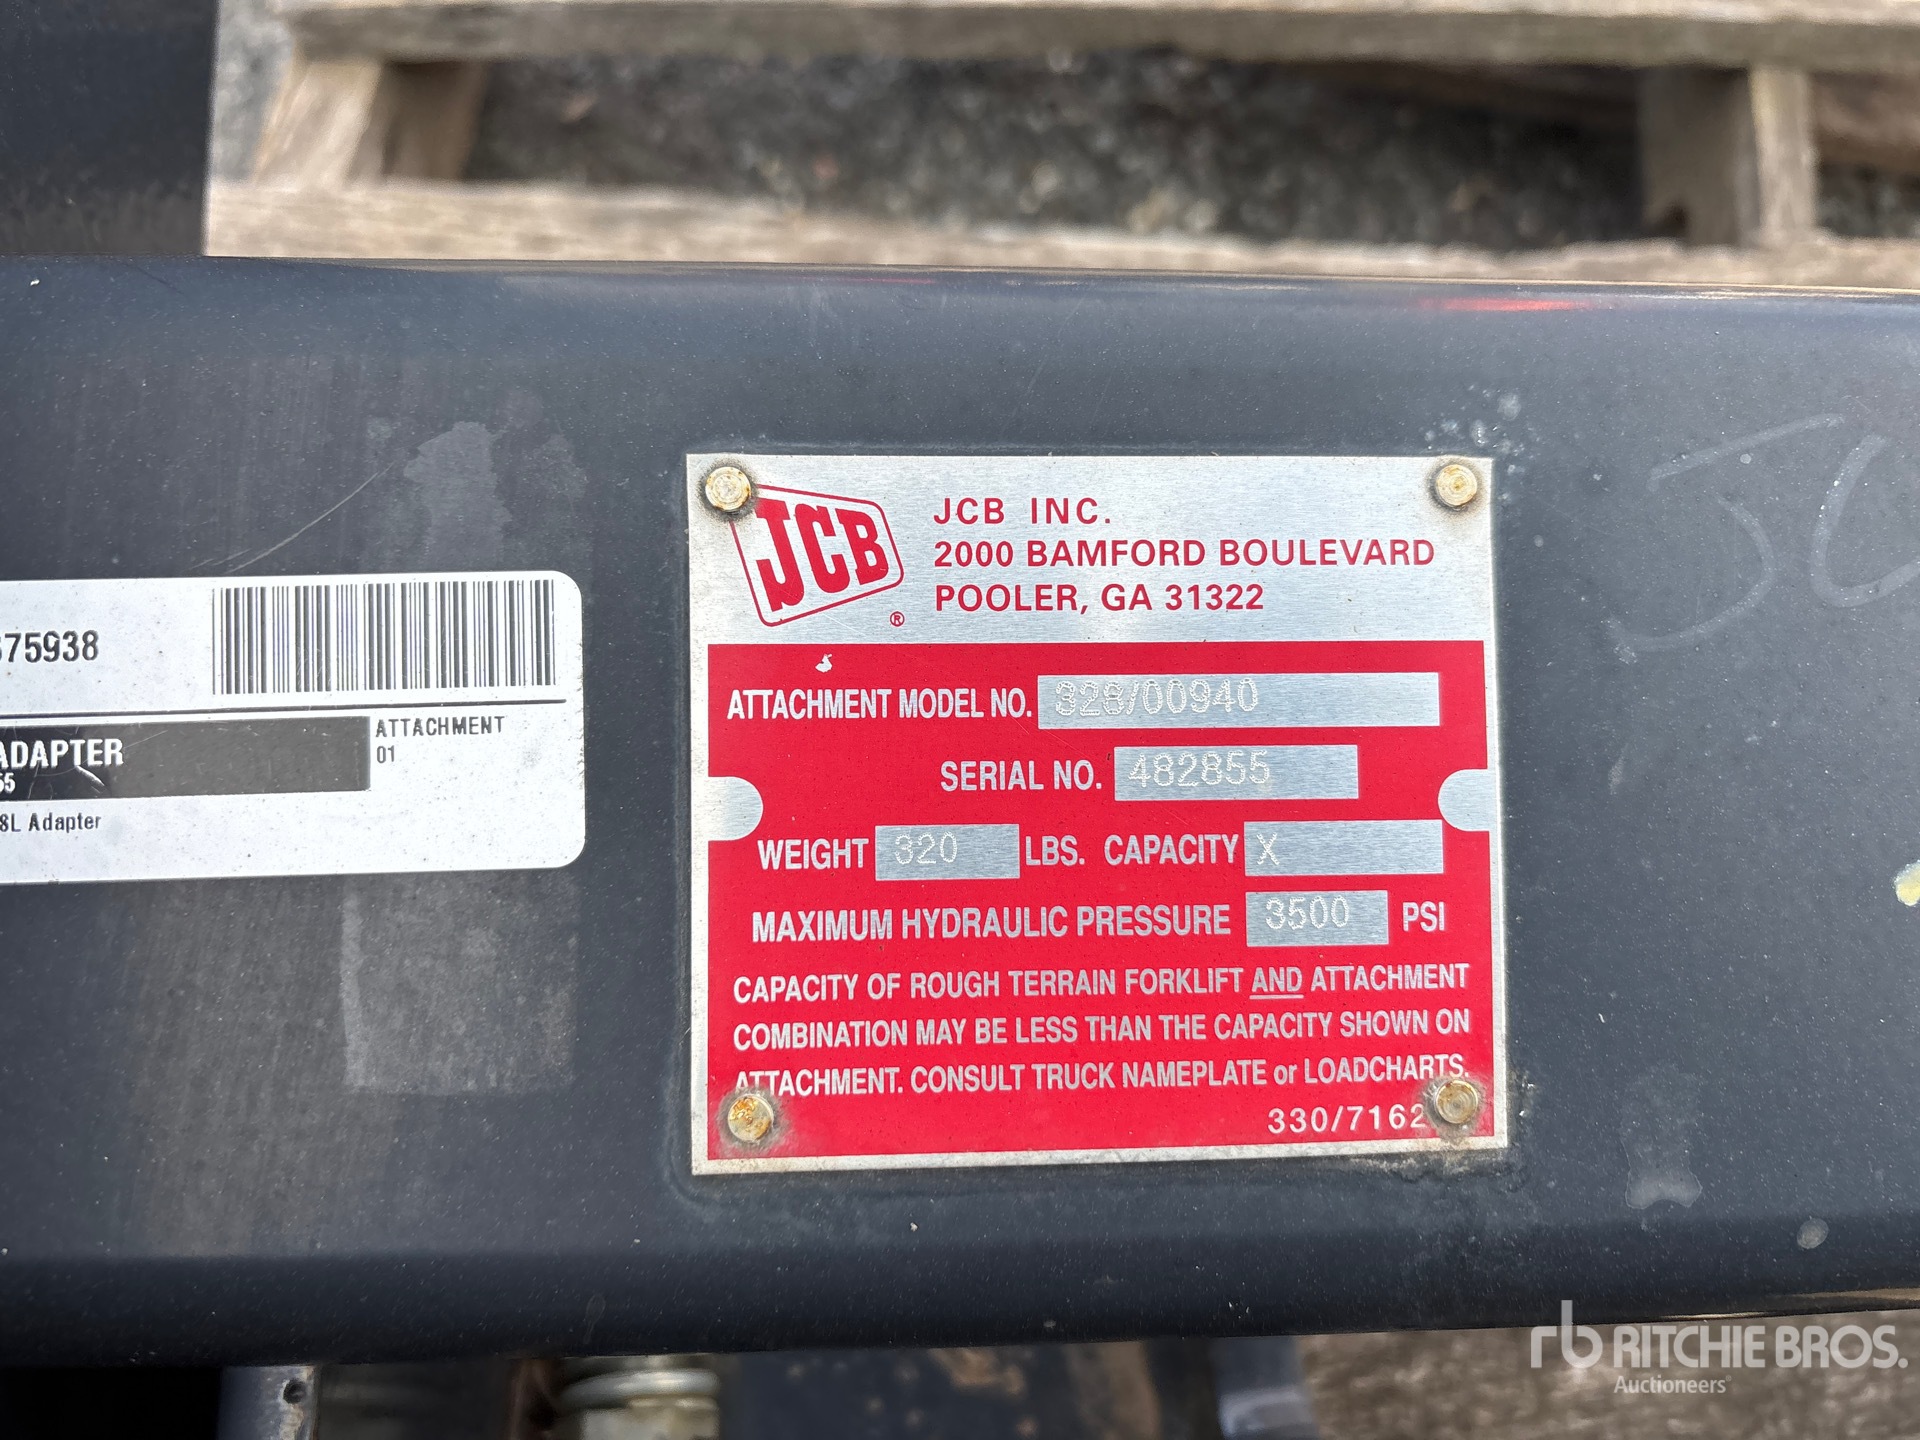 75938
ADAPTER
55
ATTACHMENT
01
8L Adapter
JCB
®
JCB INC.
2000 BAMFORD BOULEVARD
POOLER, GA 31322
ATTACHMENT MODEL NO. 328/00940
SERIAL NO. 482855
WEIGHT 320 LBS. CAPACITY X
MAXIMUM HYDRAULIC PRESSURE 3500 PSI
CAPACITY OF ROUGH TERRAIN FORKLIFT AND ATTACHMENT
COMBINATION MAY BE LESS THAN THE CAPACITY SHOWN ON
ATTACHMENT. CONSULT TRUCK NAMEPLATE or LOADCHARTS.
330/7162
rb RITCHIE BROS.
Auctioneers